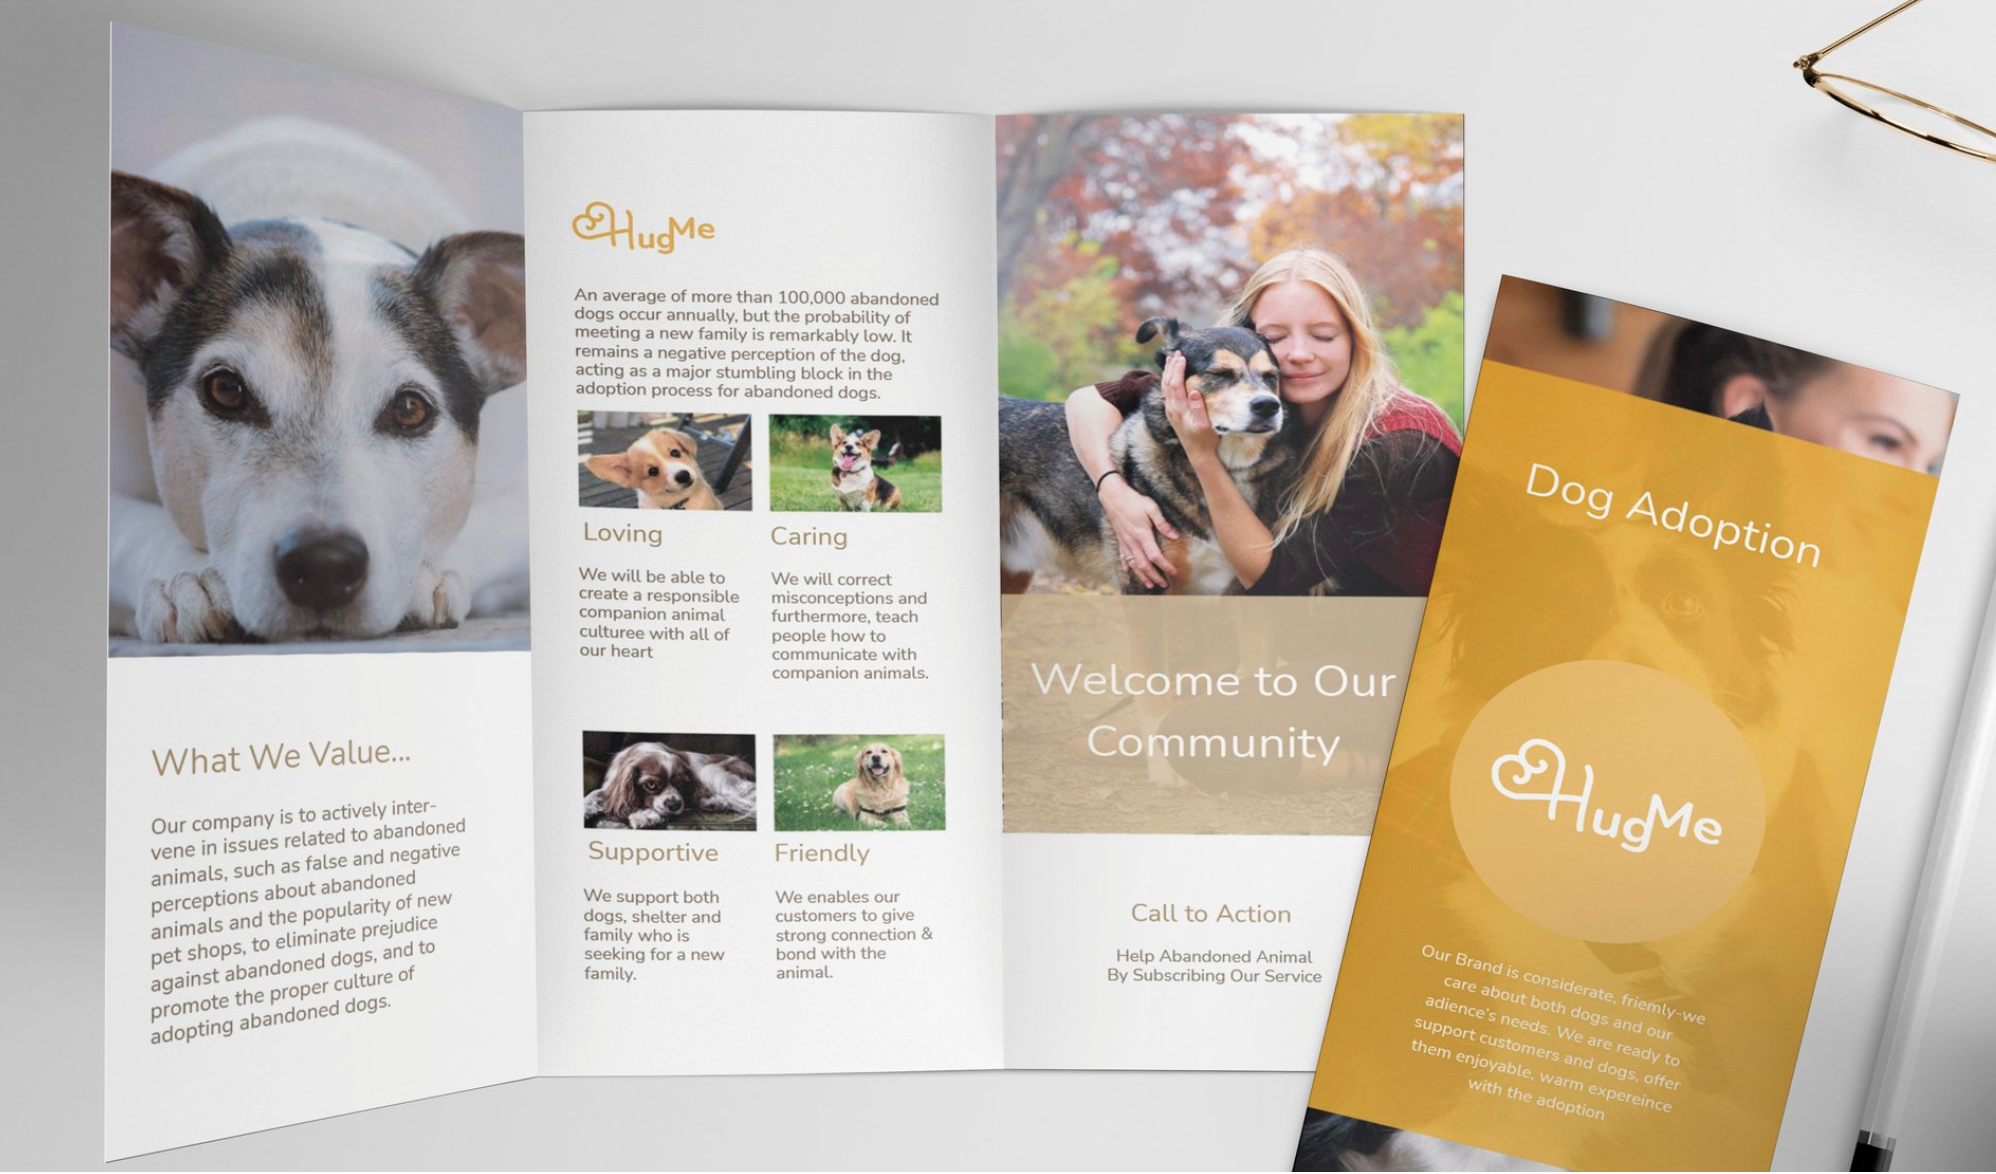 What We Value...
Our company is to actively inter-
vene in issues related to abandoned
animals, such as false and negative
perceptions about abandoned
animals and the popularity of new
pet shops, to eliminate prejudice
against abandoned dogs, and to
promote the proper culture of
adopting abandoned dogs.
HugMe
An average of more than 100,000 abandoned
dogs occur annually, but the probability of
meeting a new family is remarkably low. It
remains a negative perception of the dog,
acting as a major stumbling block in the
adoption process for abandoned dogs.
Loving
We will be able to
create a responsible
companion animal
culturee with all of
our heart
Caring
We will correct
misconceptions and
furthermore, teach
people how to
communicate with
companion animals.
Supportive
We support both
dogs, shelter and
family who is
seeking for a new
family.
Friendly
We enables our
customers to give
strong connection &
bond with the
animal.
Welcome to Our
Community
Call to Action
Help Abandoned Animal
By Subscribing Our Service
Dog Adoption
HugMe
Our Brand is considerate, friemly-we
care about both dogs and our
adience's needs. We are ready to
support customers and dogs, offer
them enjoyable, warm expereince
with the adoption